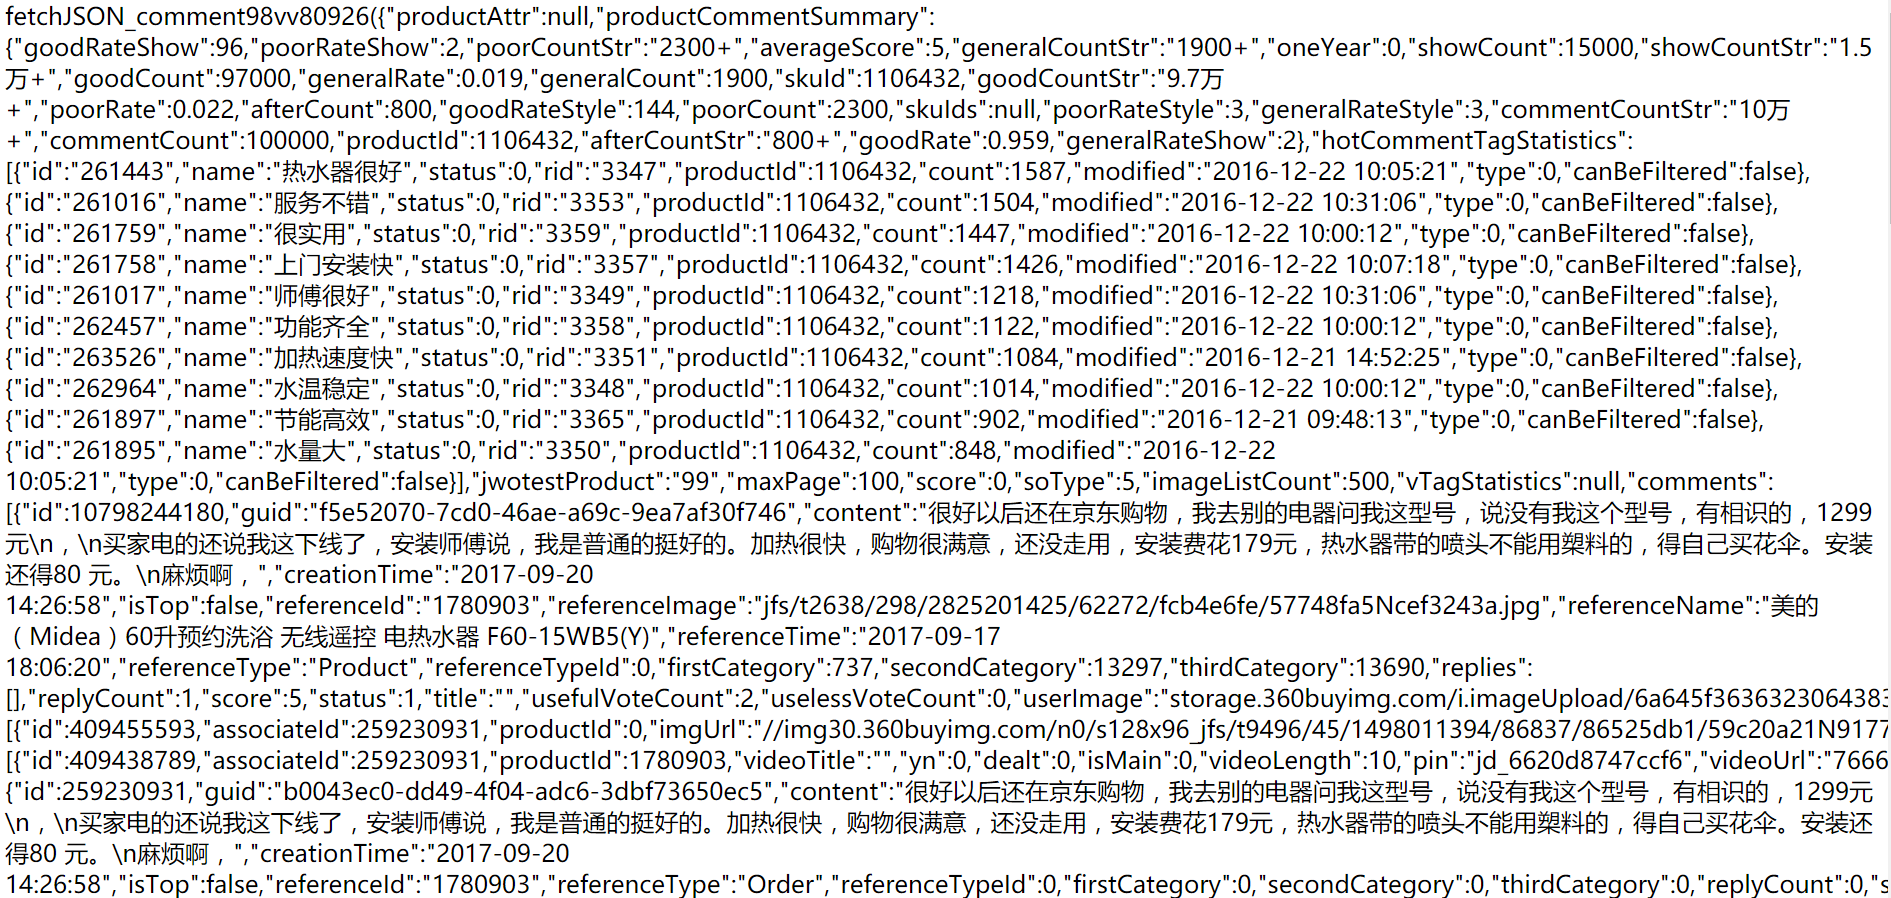 fetchJSON_comment98vv80926({"productAttr":null,"productCommentSummary":
{"goodRateShow":96,"poorRateShow":2,"poorCountStr":"2300+","averageScore":5,"generalCountStr":"1900+","oneYear":0,"showCount":15000,"showCountStr":"1.5
万+","goodCount":97000,"generalRate":0.019,"generalCount":1900,"skuId":1106432,"goodCountStr":"9.7万
+","poorRate":0.022,"afterCount":800,"goodRateStyle":144,"poorCount":2300,"skuIds":null,"poorRateStyle":3,"generalRateStyle":3,"commentCountStr":"10万
+","commentCount":100000,"productId":1106432,"afterCountStr":"800+","goodRate":0.959,"generalRateShow":2},"hotCommentTagStatistics":
[{"id":"261443","name":"热水器很好","status":0,"rid":"3347","productId":1106432,"count":1587,"modified":"2016-12-22 10:05:21","type":0,"canBeFiltered":false},
{"id":"261016","name":"服务不错","status":0,"rid":"3353","productId":1106432,"count":1504,"modified":"2016-12-22 10:31:06","type":0,"canBeFiltered":false},
{"id":"261759","name":"很实用","status":0,"rid":"3359","productId":1106432,"count":1447,"modified":"2016-12-22 10:00:12","type":0,"canBeFiltered":false},
{"id":"261758","name":"上门安装快","status":0,"rid":"3357","productId":1106432,"count":1426,"modified":"2016-12-22 10:07:18","type":0,"canBeFiltered":false},
{"id":"261017","name":"师傅很好","status":0,"rid":"3349","productId":1106432,"count":1218,"modified":"2016-12-22 10:31:06","type":0,"canBeFiltered":false},
{"id":"262457","name":"功能齐全","status":0,"rid":"3358","productId":1106432,"count":1122,"modified":"2016-12-22 10:00:12","type":0,"canBeFiltered":false},
{"id":"263526","name":"加热速度快","status":0,"rid":"3351","productId":1106432,"count":1084,"modified":"2016-12-21 14:52:25","type":0,"canBeFiltered":false},
{"id":"262964","name":"水温稳定","status":0,"rid":"3348","productId":1106432,"count":1014,"modified":"2016-12-22 10:00:12","type":0,"canBeFiltered":false},
{"id":"261897","name":"节能高效","status":0,"rid":"3365","productId":1106432,"count":902,"modified":"2016-12-21 09:48:13","type":0,"canBeFiltered":false},
{"id":"261895","name":"水量大","status":0,"rid":"3350","productId":1106432,"count":848,"modified":"2016-12-22
10:05:21","type":0,"canBeFiltered":false}],"jwotestProduct":"99","maxPage":100,"score":0,"soType":5,"imageListCount":500,"vTagStatistics":null,"comments":
[{"id":10798244180,"guid":"f5e52070-7cd0-46ae-a69c-9ea7af30f746","content":"很好以后还在京东购物，我去别的电器问我这型号，说没有我这个型号，有相识的，1299
元\n，\n买家电的还说我这下线了，安装师傅说，我是普通的挺好的。加热很快，购物很满意，还没走用，安装费花179元，热水器带的喷头不能用塑料的，得自己买花伞。安装
还得80 元。\n麻烦啊，","creationTime":"2017-09-20
14:26:58","isTop":false,"referenceId":"1780903","referenceImage":"jfs/t2638/298/2825201425/62272/fcb4e6fe/57748fa5Ncef3243a.jpg","referenceName":"美的
（Midea）60升预约洗浴 无线遥控 电热水器 F60-15WB5(Y)","referenceTime":"2017-09-17
18:06:20","referenceType":"Product","referenceTypeId":0,"firstCategory":737,"secondCategory":13297,"thirdCategory":13690,"replies":
[],"replyCount":1,"score":5,"status":1,"title":"","usefulVoteCount":2,"uselessVoteCount":0,"userImage":"storage.360buyimg.com/i.imageUpload/6a645f3636323064383
[{"id":409455593,"associateId":259230931,"productId":0,"imgUrl":"//img30.360buyimg.com/n0/s128x96_jfs/t9496/45/1498011394/86837/86525db1/59c20a21N9177
[{"id":409438789,"associateId":259230931,"productId":1780903,"videoTitle":"","yn":0,"dealt":0,"isMain":0,"videoLength":10,"pin":"jd_6620d8747ccf6","videoUrl":"7666
{"id":259230931,"guid":"b0043ec0-dd49-4f04-adc6-3dbf73650ec5","content":"很好以后还在京东购物，我去别的电器问我这型号，说没有我这个型号，有相识的，1299元
\n，\n买家电的还说我这下线了，安装师傅说，我是普通的挺好的。加热很快，购物很满意，还没走用，安装费花179元，热水器带的喷头不能用塑料的，得自己买花伞。安装还
得80 元。\n麻烦啊，","creationTime":"2017-09-20
14:26:58","isTop":false,"referenceId":"1780903","referenceType":"Order","referenceTypeId":0,"firstCategory":0,"secondCategory":0,"thirdCategory":0,"replyCount":0,"s